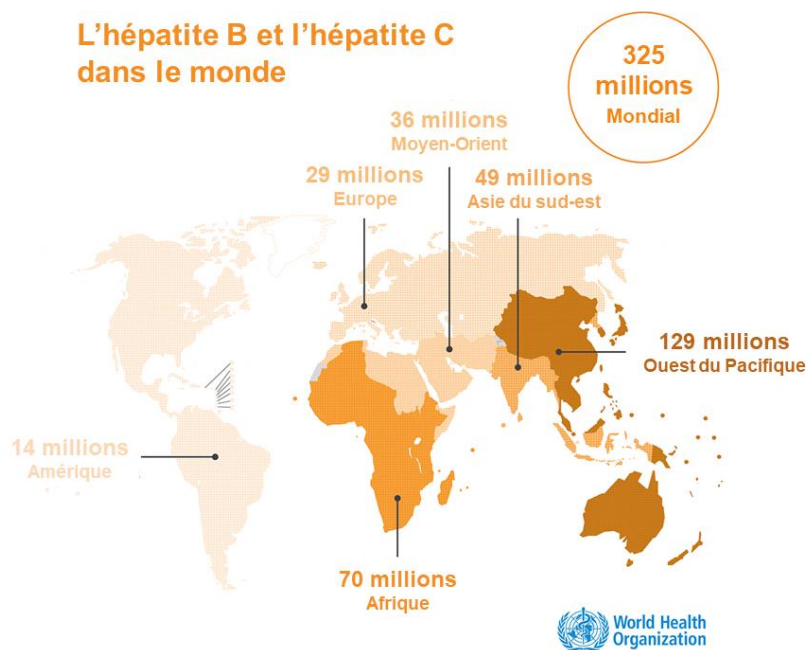 L'hépatite B et l'hépatite C
dans le monde
325
millions
Mondial
36 millions
Moyen-Orient
29 millions
Europe
49 millions
Asie du sud-est
129 millions
Ouest du Pacifique
14 millions
Amérique
70 millions
Afrique
World Health
Organization